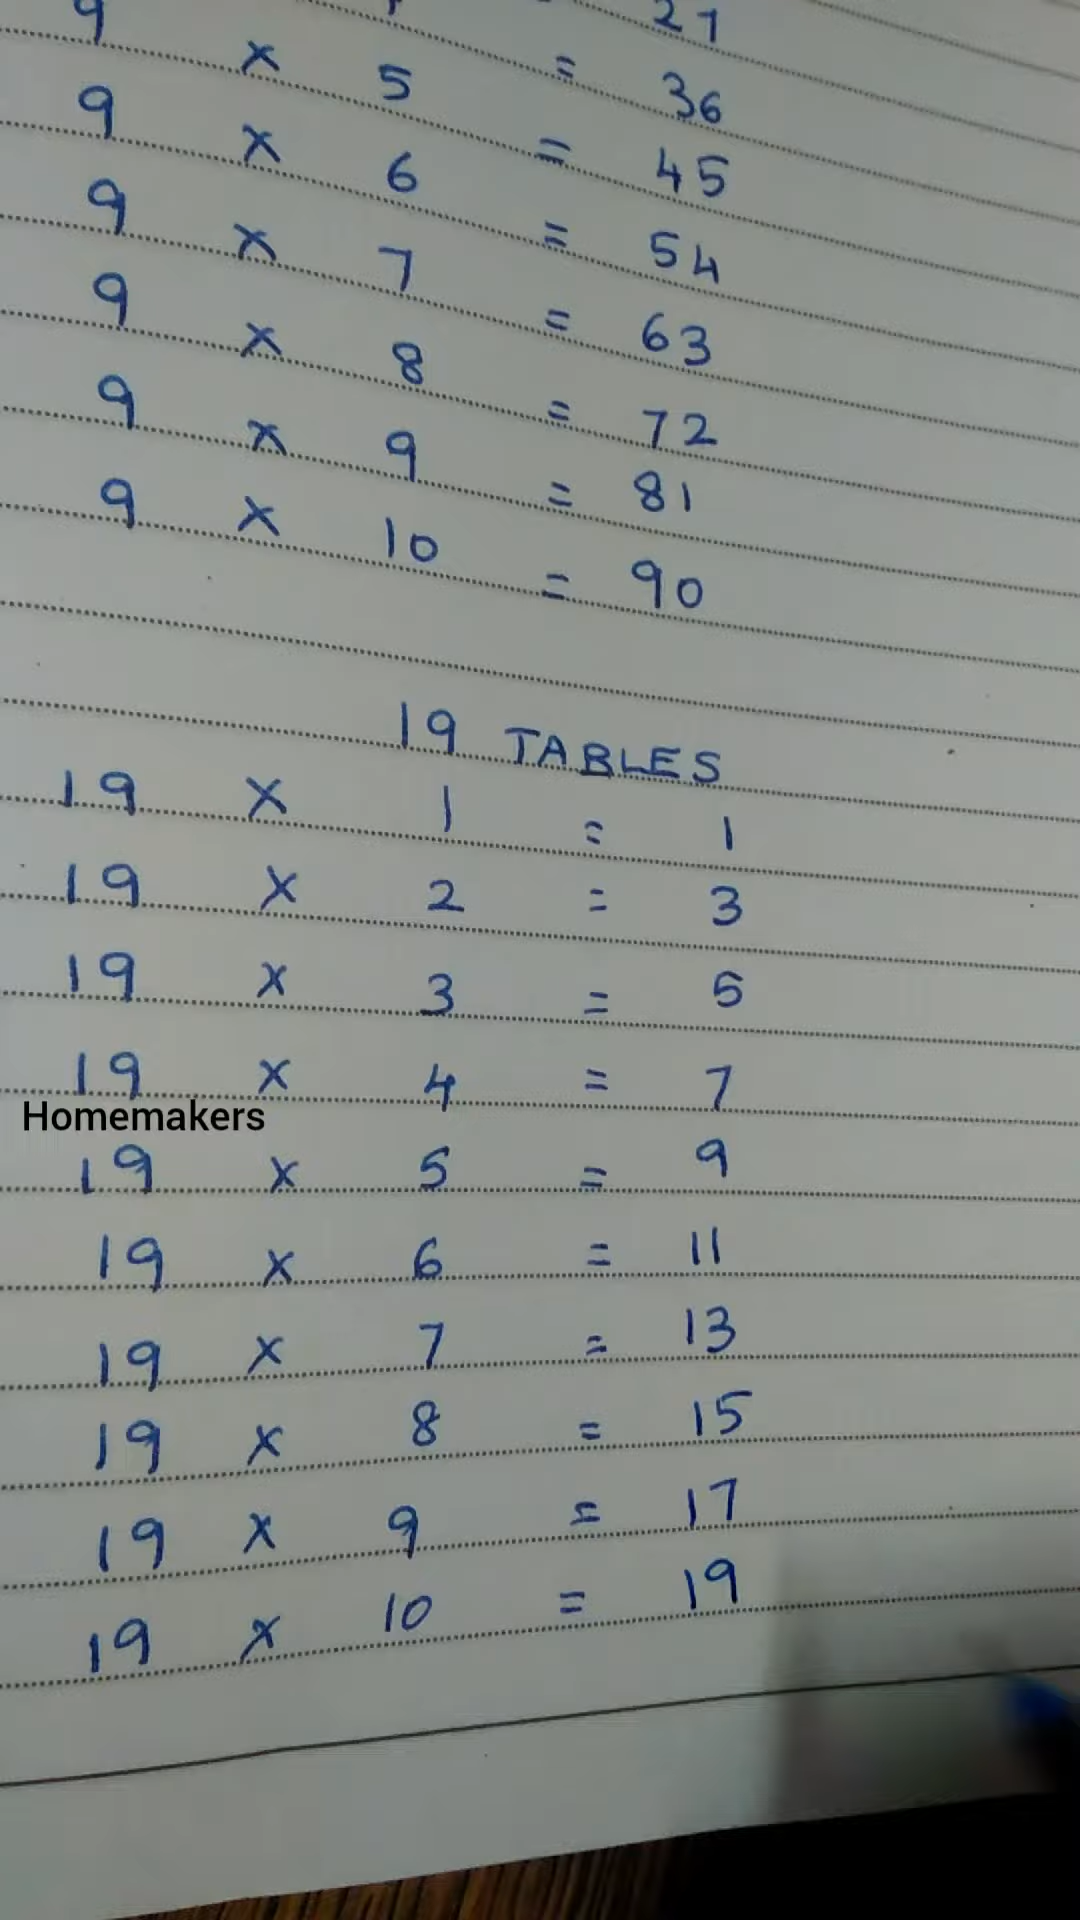 27
= 36
9 × 5 = 45
9 × 6 = 54
9 × 7 = 63
9 × 8 = 72
9 × 9 = 81
9 × 10 = 90
19 TABLES
19 × 1 = 1
19 × 2 = 3
19 × 3 = 5
19 × 4 = 7
Homemakers
19 × 5 = 9
19 × 6 = 11
19 × 7 = 13
19 × 8 = 15
19 × 9 = 17
19 × 10 = 19